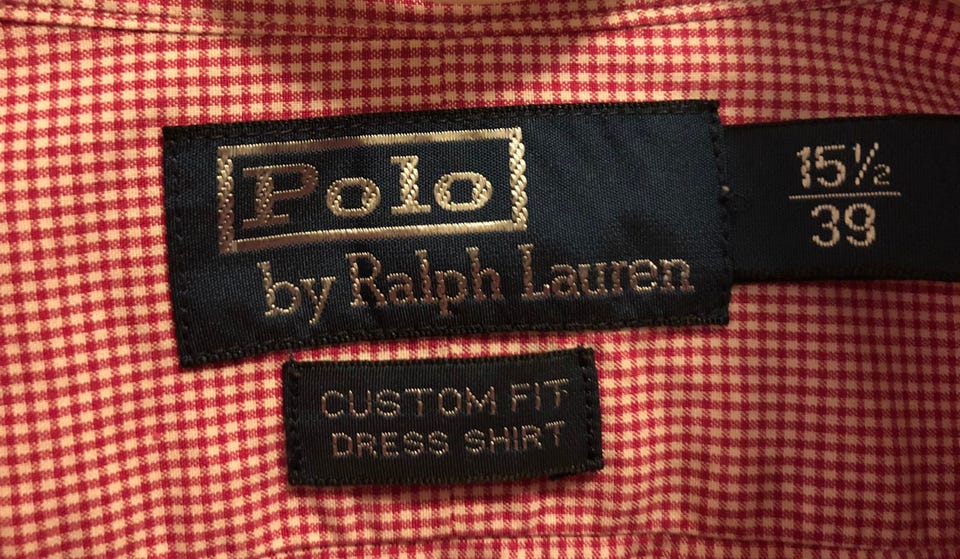 Polo
by Ralph Lauren
15½
39
CUSTOM FIT
DRESS SHIRT